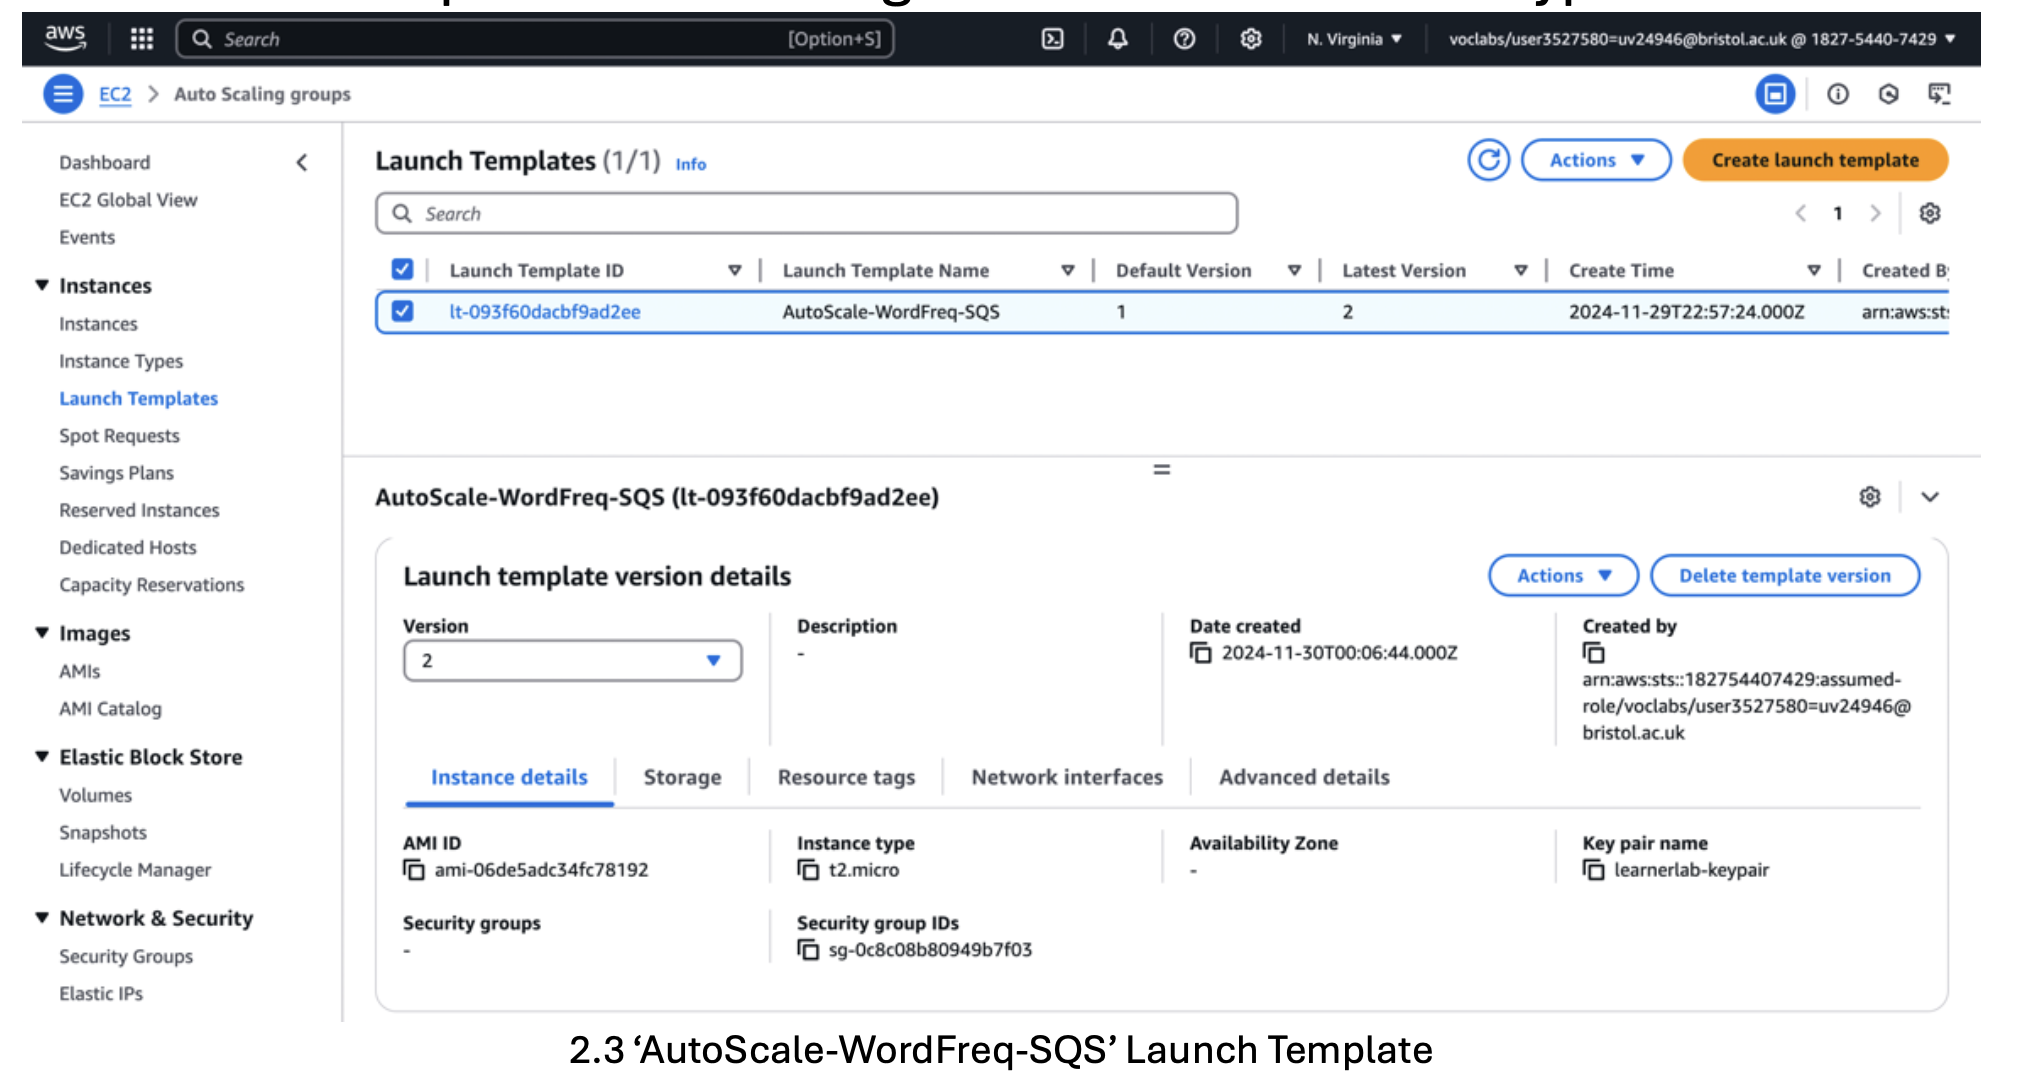 aws
Search [Option+S] N. Virginia voclabs/user3527580=uv24946@bristol.ac.uk @ 1827-5440-7429
EC2 > Auto Scaling groups
Dashboard
EC2 Global View
Events
Instances
Instances
Instance Types
Launch Templates
Spot Requests
Savings Plans
Reserved Instances
Dedicated Hosts
Capacity Reservations
Images
AMIs
AMI Catalog
Elastic Block Store
Volumes
Snapshots
Lifecycle Manager
Network & Security
Security Groups
Elastic IPs
Launch Templates (1/1) Info
Actions Create launch template
Search
1
Launch Template ID Launch Template Name Default Version Latest Version Create Time Created B
lt-093f60dacbf9ad2ee AutoScale-WordFreq-SQS 1 2 2024-11-29T22:57:24.000Z arn:aws:st
AutoScale-WordFreq-SQS (lt-093f60dacbf9ad2ee)
Launch template version details
Actions Delete template version
Version
2
Description
-
Date created
2024-11-30T00:06:44.000Z
Created by
arn:aws:sts::182754407429:assumed-
role/voclabs/user3527580=uv24946@
bristol.ac.uk
Instance details Storage Resource tags Network interfaces Advanced details
AMI ID
ami-06de5adc34fc78192
Instance type
t2.micro
Availability Zone
-
Key pair name
learnerlab-keypair
Security groups
-
Security group IDs
sg-0c8c08b80949b7f03
2.3 ‘AutoScale-WordFreq-SQS’ Launch Template